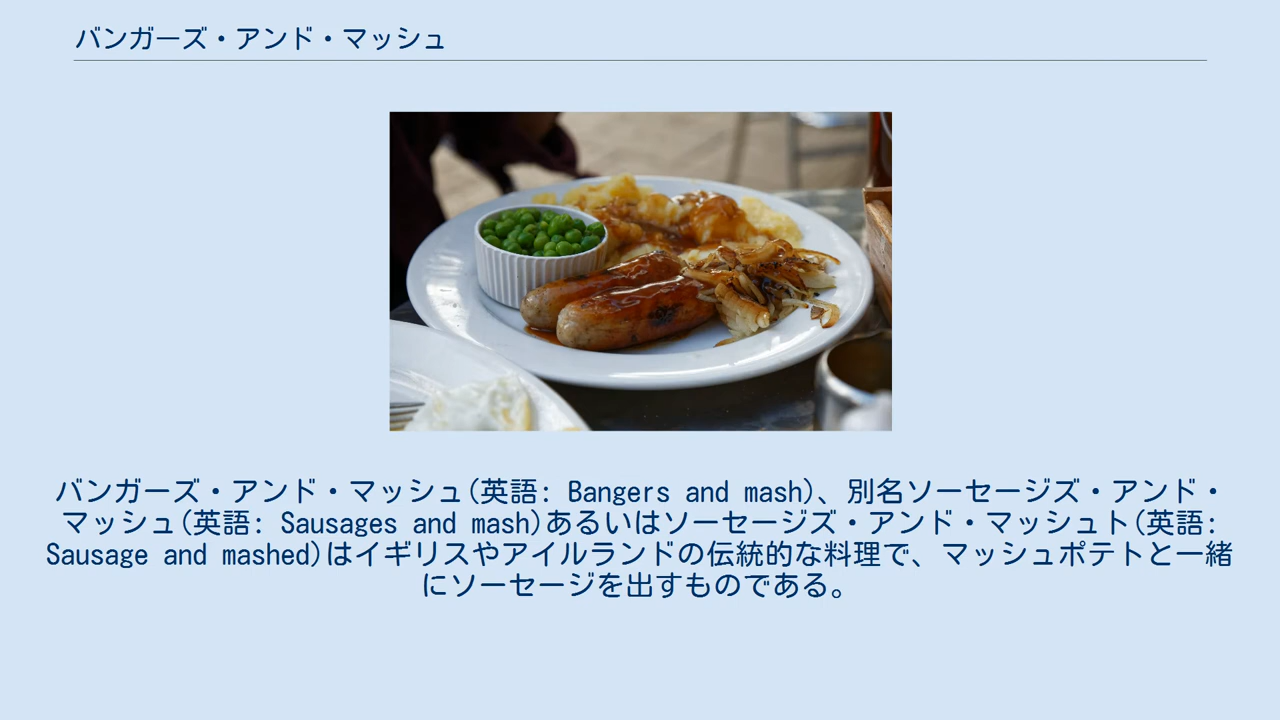 バンガーズ・アンド・マッシュ
バンガーズ・アンド・マッシュ(英語: Bangers and mash)、別名ソーセージズ・アンド・
マッシュ(英語: Sausages and mash)あるいはソーセージズ・アンド・マッシュト(英語:
Sausage and mashed)はイギリスやアイルランドの伝統的な料理で、マッシュポテトと一緒
にソーセージを出すものである。